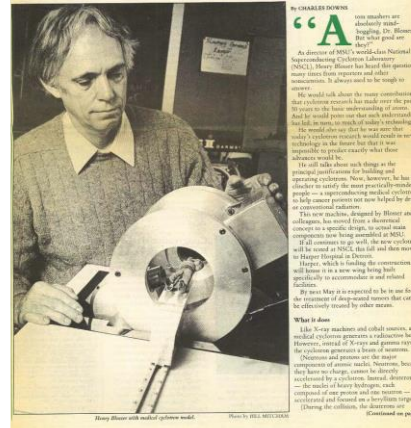 By CHARLES DOWNS
“Atom smashers are
absolutely mind-
boggling, Dr. Blosser.
But what good are
they?”
As director of MSU's world-class National
Superconducting Cyclotron Laboratory
(NSCL), Henry Blosser has heard this question
many times from reporters and other
nonscientists. It always used to be tough to
answer.
He would talk about the many contributions
that cyclotron research has made over the past
50 years to the basic understanding of atoms.
And he would point out that such understanding
has led, in turn, to much of today's technology.
He would also say that he was sure that
today's cyclotron research would result in new
technology in the future but that it was
impossible to predict exactly what those
advances would be.
He still talks about such things as the
principal justifications for building and
operating cyclotrons. Now, however, he has a
clincher to satisfy the most practically-minded
people — a superconducting medical cyclotron
to help cancer patients not now helped by drugs
or conventional radiation.
This new machine, designed by Blosser and
colleagues, has moved from a theoretical
concept to a specific design, to actual main
components now being assembled at MSU.
If all continues to go well, the new cyclotron
will be tested at NSCL this fall and then moved
to Harper Hospital in Detroit.
Harper, which is funding the construction,
will house it in a new wing being built
specifically to accommodate it and related
facilities.
By next May it is expected to be in use for
the treatment of deep-seated tumors that can't
be effectively treated by other means.
What it does
Like X-ray machines and cobalt sources, a
medical cyclotron generates a radioactive beam.
However, instead of X-rays and gamma rays,
the cyclotron generates a beam of neutrons.
(Neutrons and protons are the major
components of atomic nuclei. Neutrons, because
they have no charge, cannot be directly
accelerated by a cyclotron. Instead, deuterons
— the nuclei of heavy hydrogen, each
composed of one proton and one neutron — are
accelerated and focused on a beryllium target.
(During the collision, the deuterons are
(Continued on
Henry Blosser with medical cyclotron model.
Photo by BILL MITCHAM